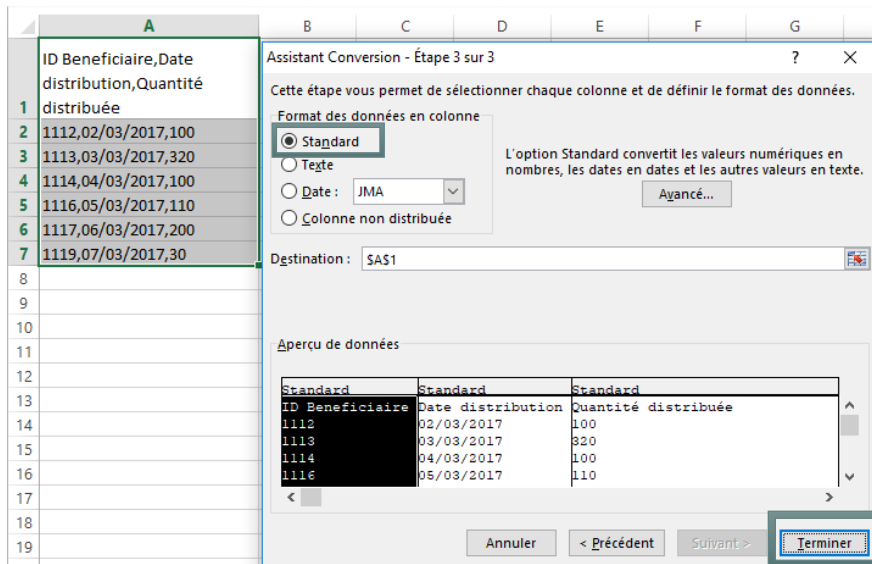 A B C D E F G
ID Beneficiaire,Date
distribution,Quantité
1 distribuée
2 1112,02/03/2017,100
3 1113,03/03/2017,320
4 1114,04/03/2017,100
5 1116,05/03/2017,110
6 1117,06/03/2017,200
7 1119,07/03/2017,30
8
9
10
11
12
13
14
15
16
17
18
19
Assistant Conversion - Étape 3 sur 3 ?
Cette étape vous permet de sélectionner chaque colonne et de définir le format des données.
Format des données en colonne
Standard
Texte
Date : JMA
Colonne non distribuée
L'option Standard convertit les valeurs numériques en
nombres, les dates en dates et les autres valeurs en texte.
Avancé...
Destination : $A$1
Aperçu de données
Standard Standard Standard
ID Beneficiaire Date distribution Quantité distribuée
1112 02/03/2017 100
1113 03/03/2017 320
1114 04/03/2017 100
1116 05/03/2017 110
Annuler < Précédent Suivant > Terminer